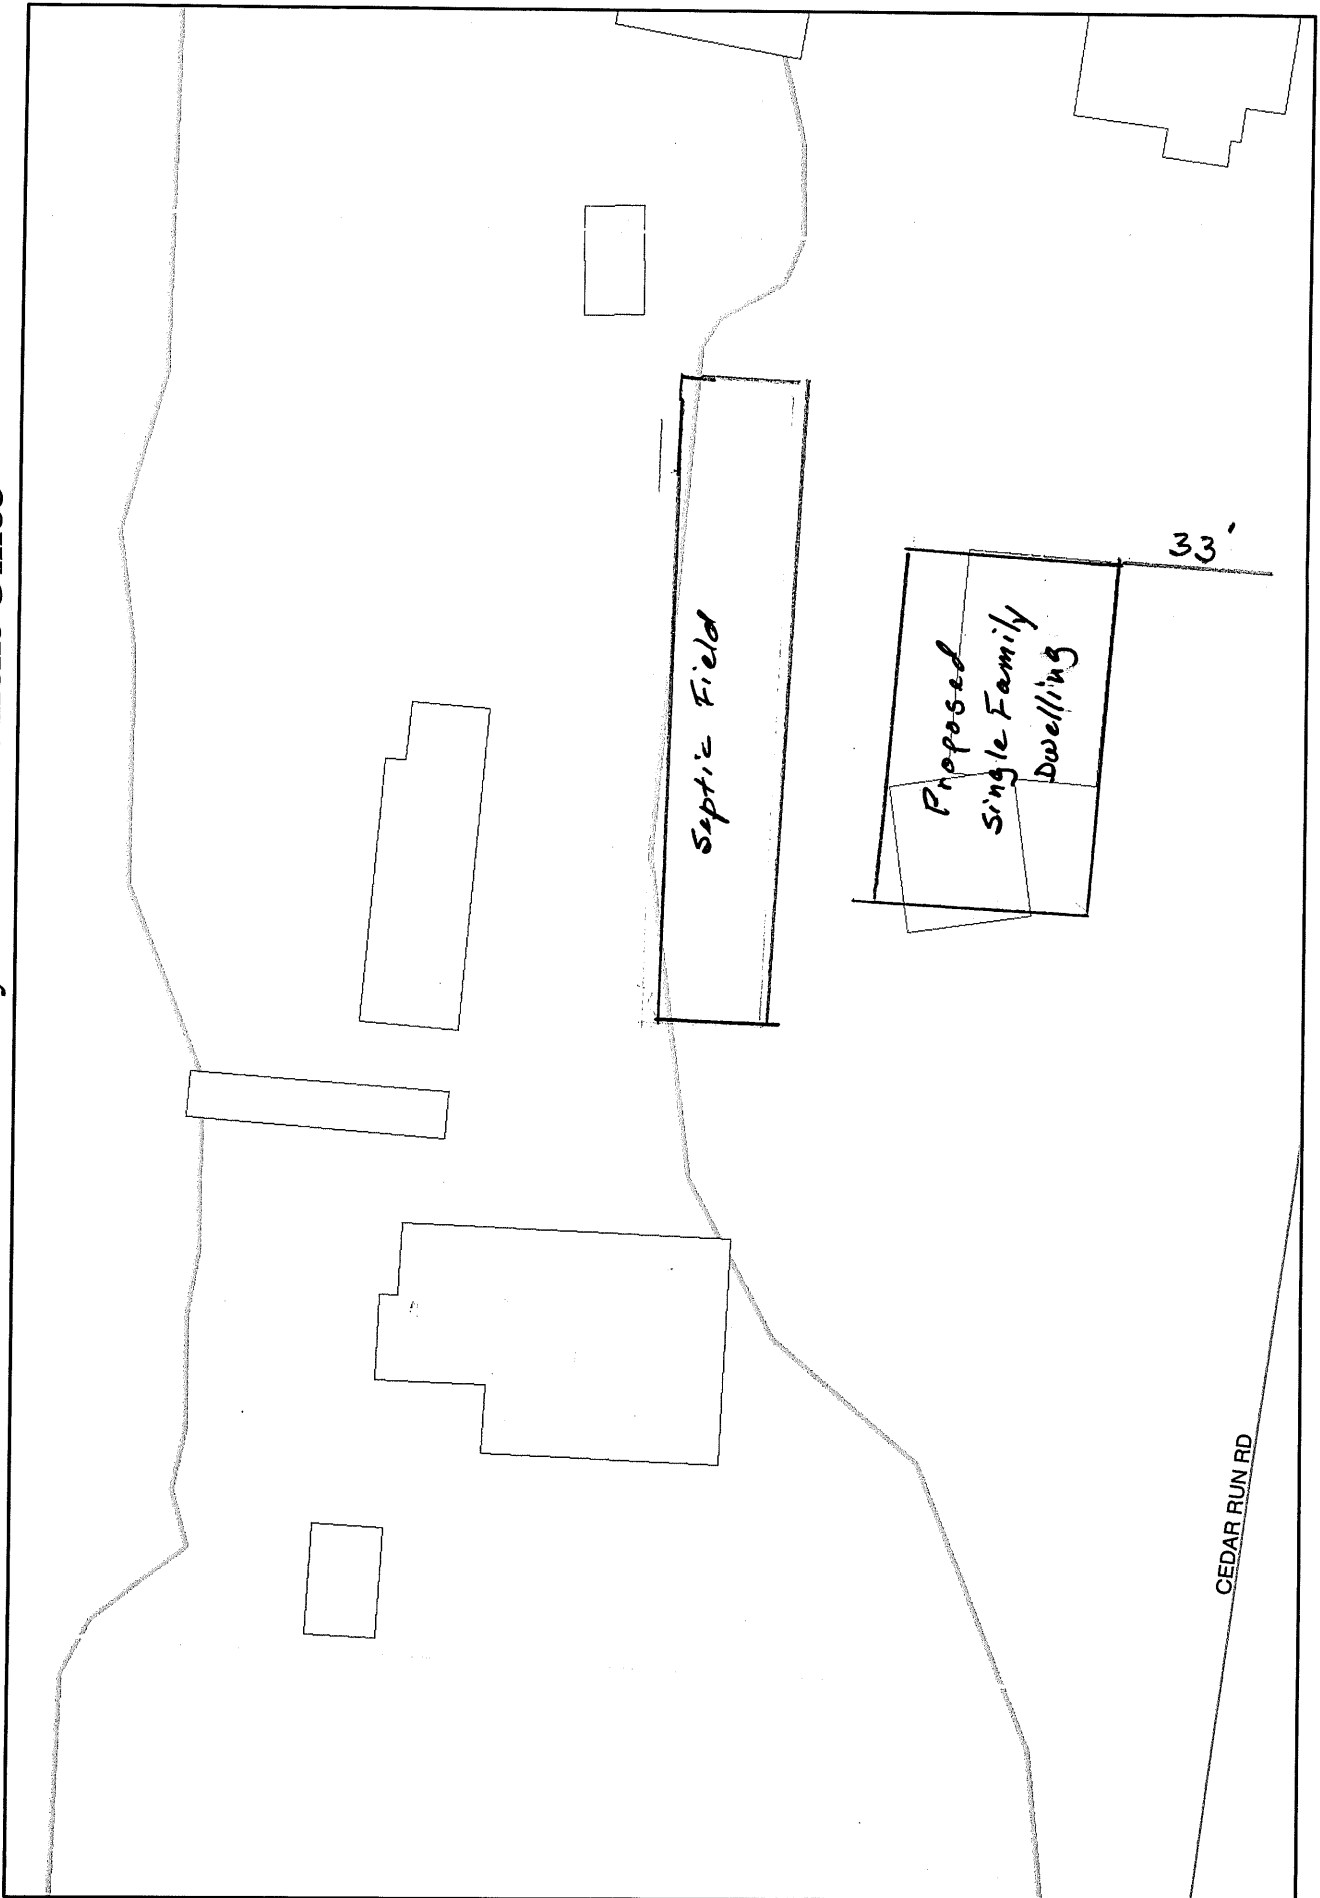 Septic Field
33'
Proposed
Single Family
Dwelling
CEDAR RUN RD